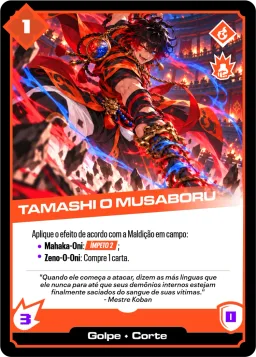 1
TAMASHI O MUSABORU
Aplique o efeito de acordo com a Maldição em campo:
• Mahaka-Oni: ÍMPETO 2 ;
• Zeno-O-Oni: Compre 1 carta.
"Quando ele começa a atacar, dizem as más línguas que
ele nunca para até que seus demônios internos estejam
finalmente saciados do sangue de suas vítimas."
- Mestre Koban
3
0
Golpe • Corte